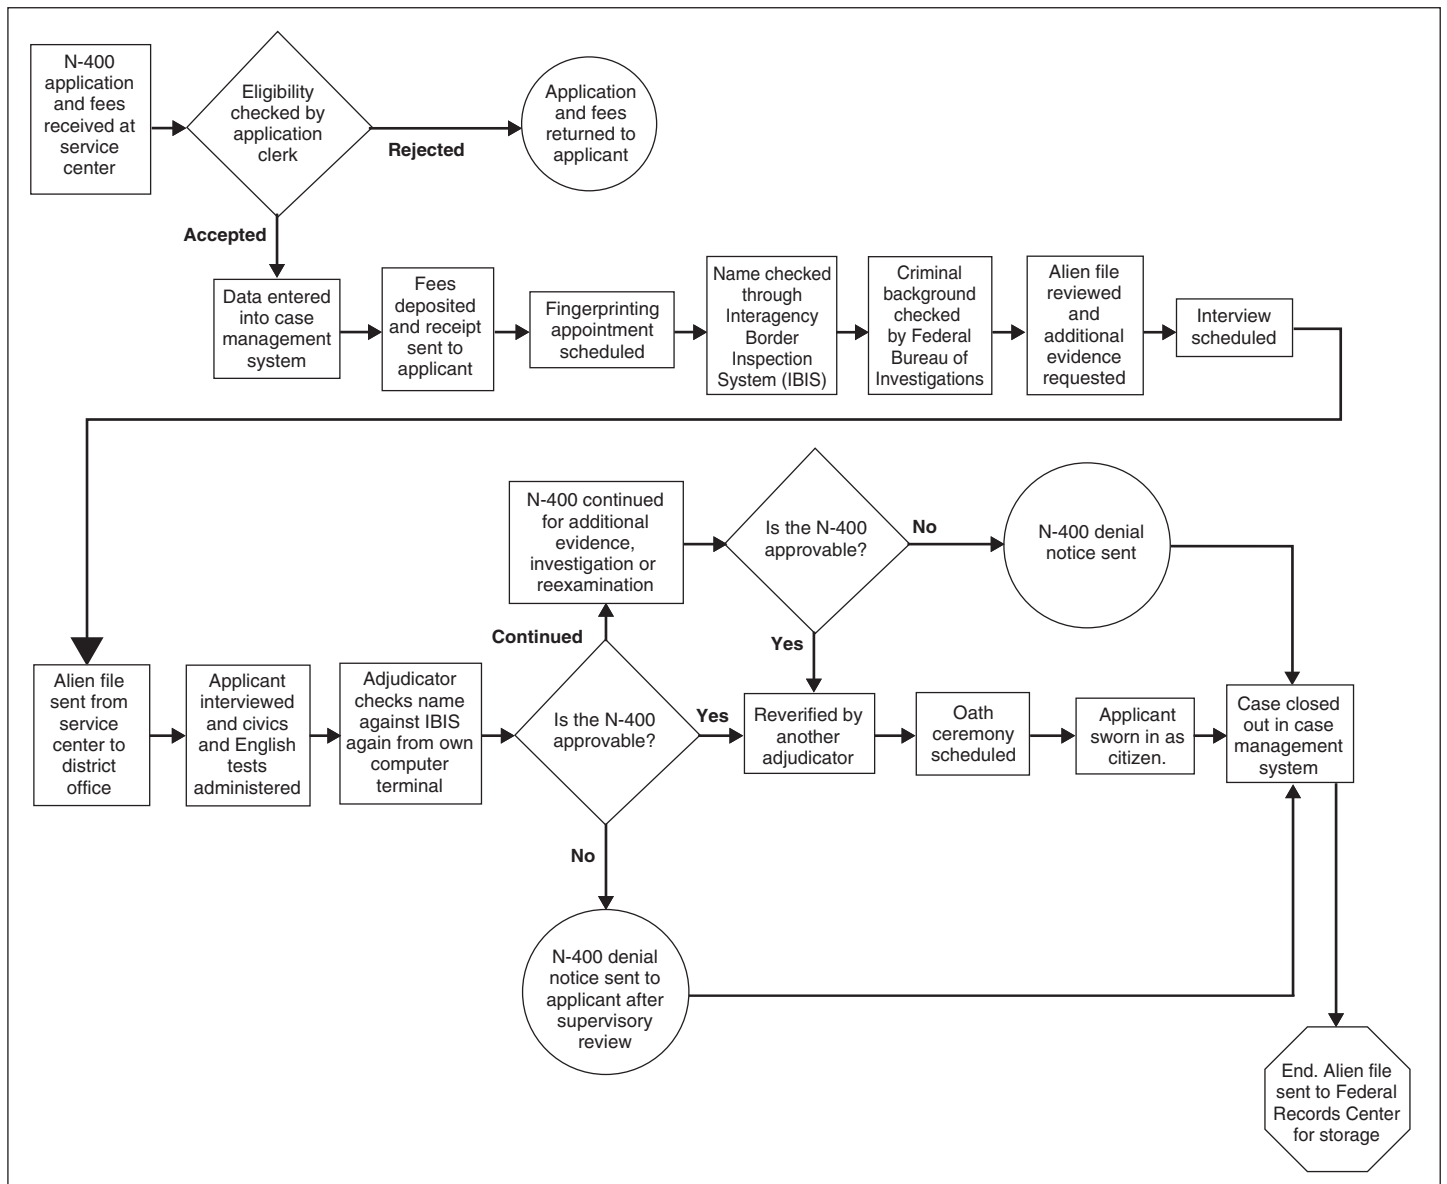 N-400
application
and fees
received at
service
center
Eligibility
checked by
application
clerk
Rejected
Application
and fees
returned to
applicant
Accepted
Data entered
into case
management
system
Fees
deposited
and receipt
sent to
applicant
Fingerprinting
appointment
scheduled
Name checked
through
Interagency
Border
Inspection
System (IBIS)
Criminal
background
checked
by Federal
Bureau of
Investigations
Alien file
reviewed
and
additional
evidence
requested
Interview
scheduled
Alien file
sent from
service
center to
district
office
Applicant
interviewed
and civics
and English
tests
administered
Adjudicator
checks name
against IBIS
again from own
computer
terminal
Is the N-400
approvable?
Continued
N-400 continued
for additional
evidence,
investigation or
reexamination
Is the N-400
approvable?
No
N-400 denial
notice sent
Yes
Yes
Reverified by
another
adjudicator
Oath
ceremony
scheduled
Applicant
sworn in as
citizen.
Case closed
out in case
management
system
No
N-400 denial
notice sent to
applicant after
supervisory
review
End. Alien file
sent to Federal
Records Center
for storage